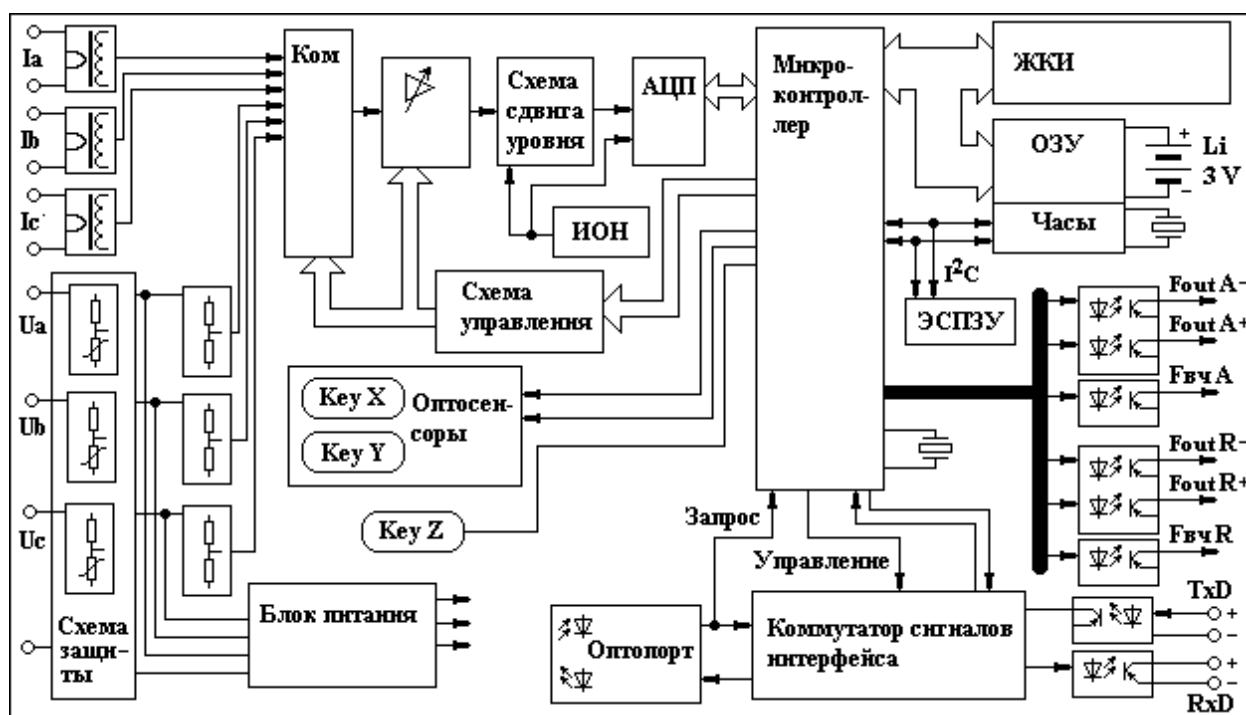 Ia
Ib
Ic
Ua
Ub
Uc
Схема
защи-
ты
Ком
Схема
сдвига
уровня
АЦП
ИОН
Схема
управления
Key X
Key Y
Оптосен-
соры
Key Z
Блок питания
Микро-
контрол-
лер
ЖКИ
ОЗУ
Часы
+
−
Li
3 V
I²C
ЭСПЗУ
Fout A−
Fout A+
Fвч A
Fout R−
Fout R+
Fвч R
Запрос
Управление
Оптопорт
Коммутатор сигналов
интерфейса
TxD
+
−
+
−
RxD